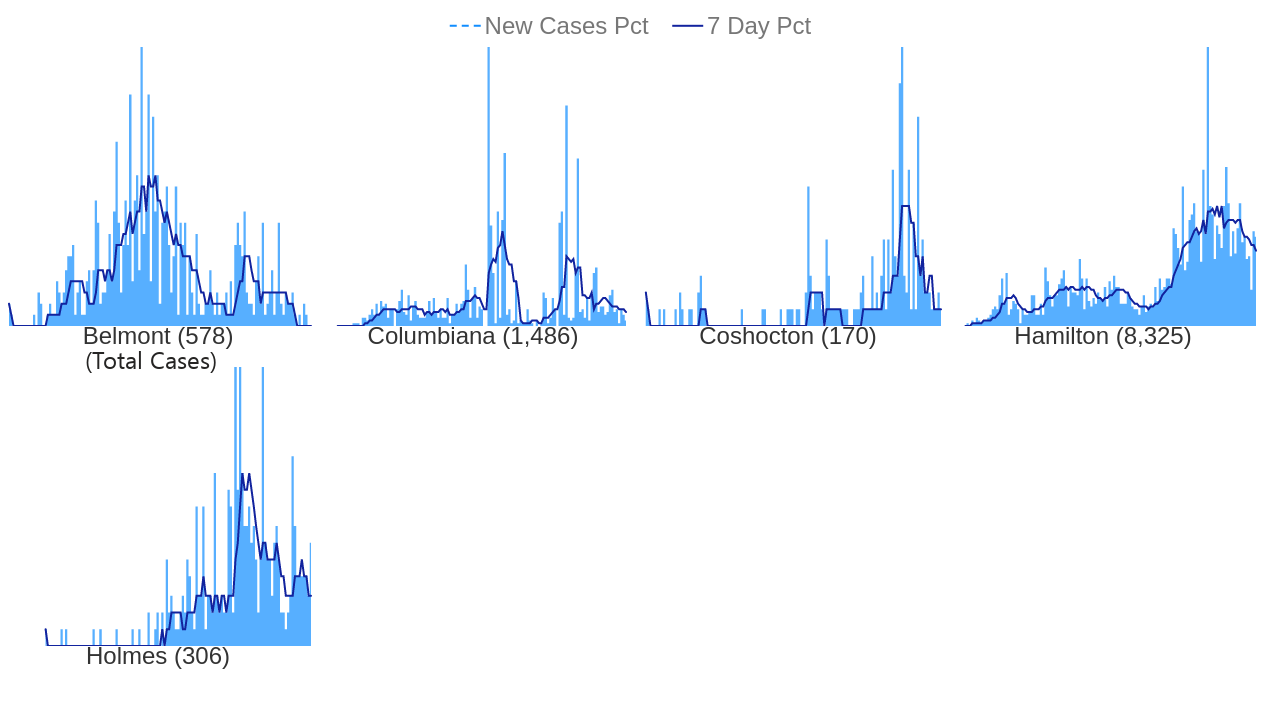 New Cases Pct 7 Day Pct
Belmont (578) Columbiana (1,486) Coshocton (170) Hamilton (8,325)
(Total Cases)
Holmes (306)